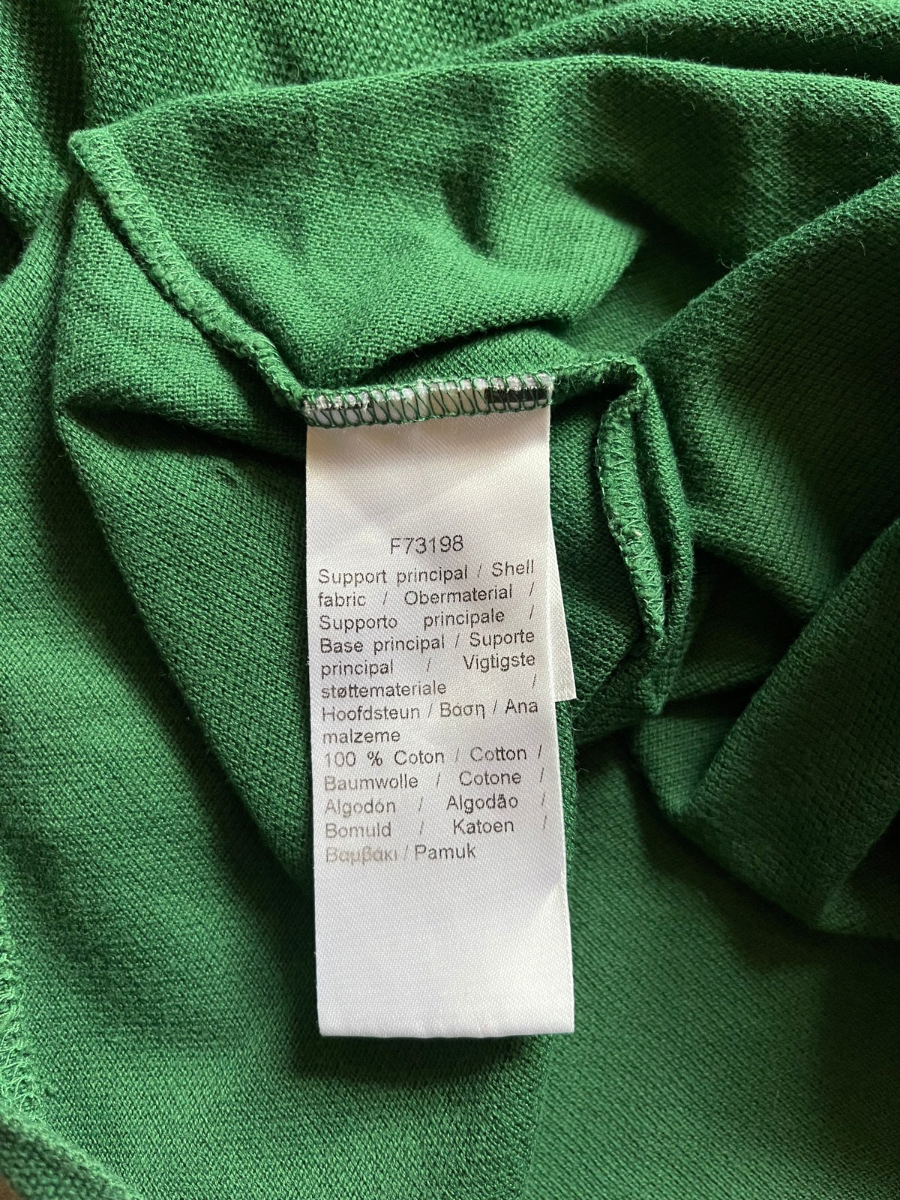 F73198
Support principal / Shell
fabric / Obermaterial /
Supporto principale /
Base principal / Suporte
principal / Vigtigste
støttemateriale /
Hoofdsteun / Βάση / Ana
malzeme
100 % Coton / Cotton /
Baumwolle / Cotone /
Algodón / Algodão /
Bomuld / Katoen /
Βαμβάκι / Pamuk